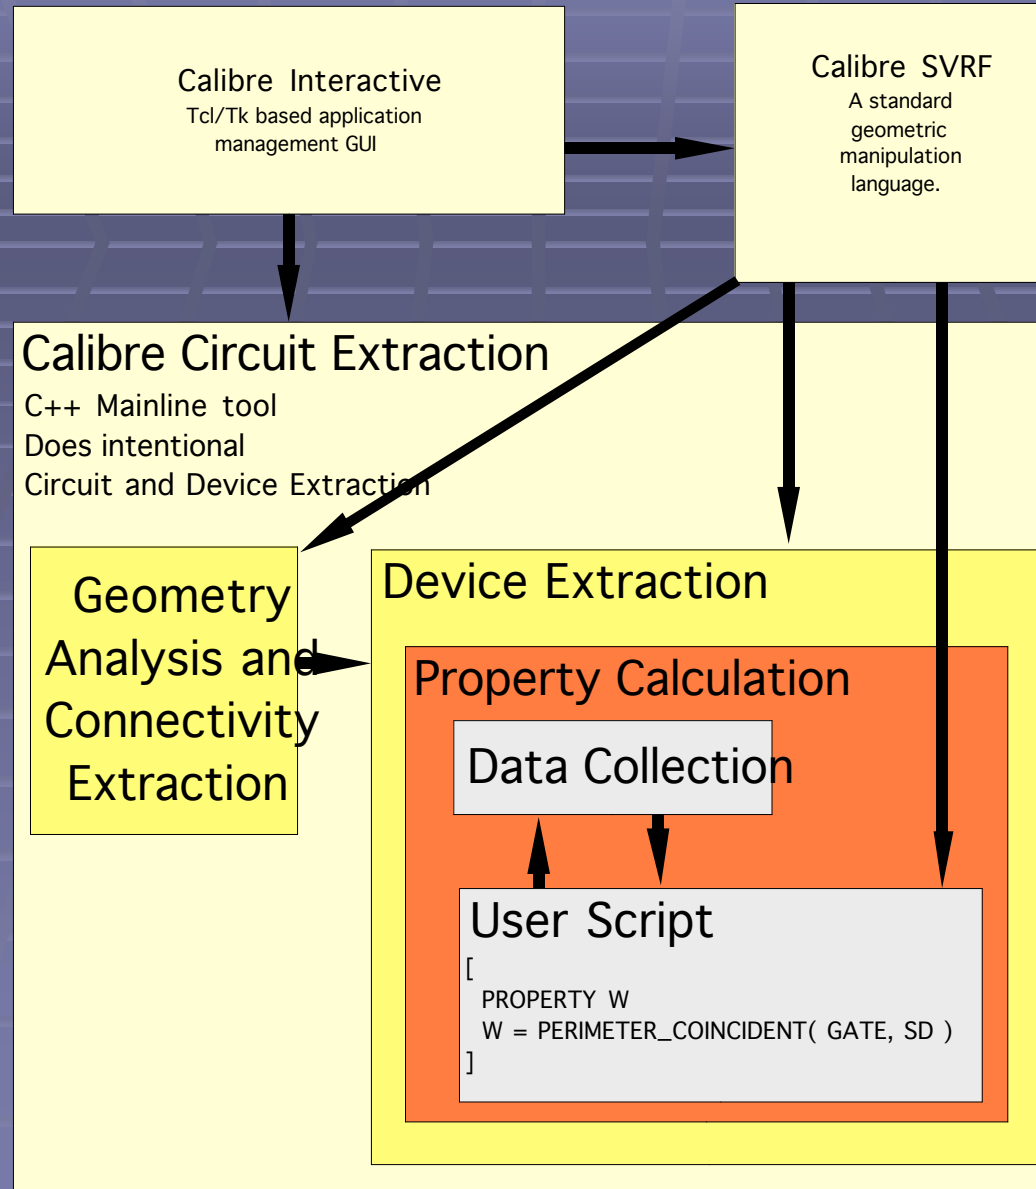 Calibre Interactive
Tcl/Tk based application
management GUI
Calibre SVRF
A standard
geometric
manipulation
language.
Calibre Circuit Extraction
C++ Mainline tool
Does intentional
Circuit and Device Extraction
Geometry
Analysis and
Connectivity
Extraction
Device Extraction
Property Calculation
Data Collection
User Script
[
PROPERTY W
W = PERIMETER_COINCIDENT( GATE, SD )
]